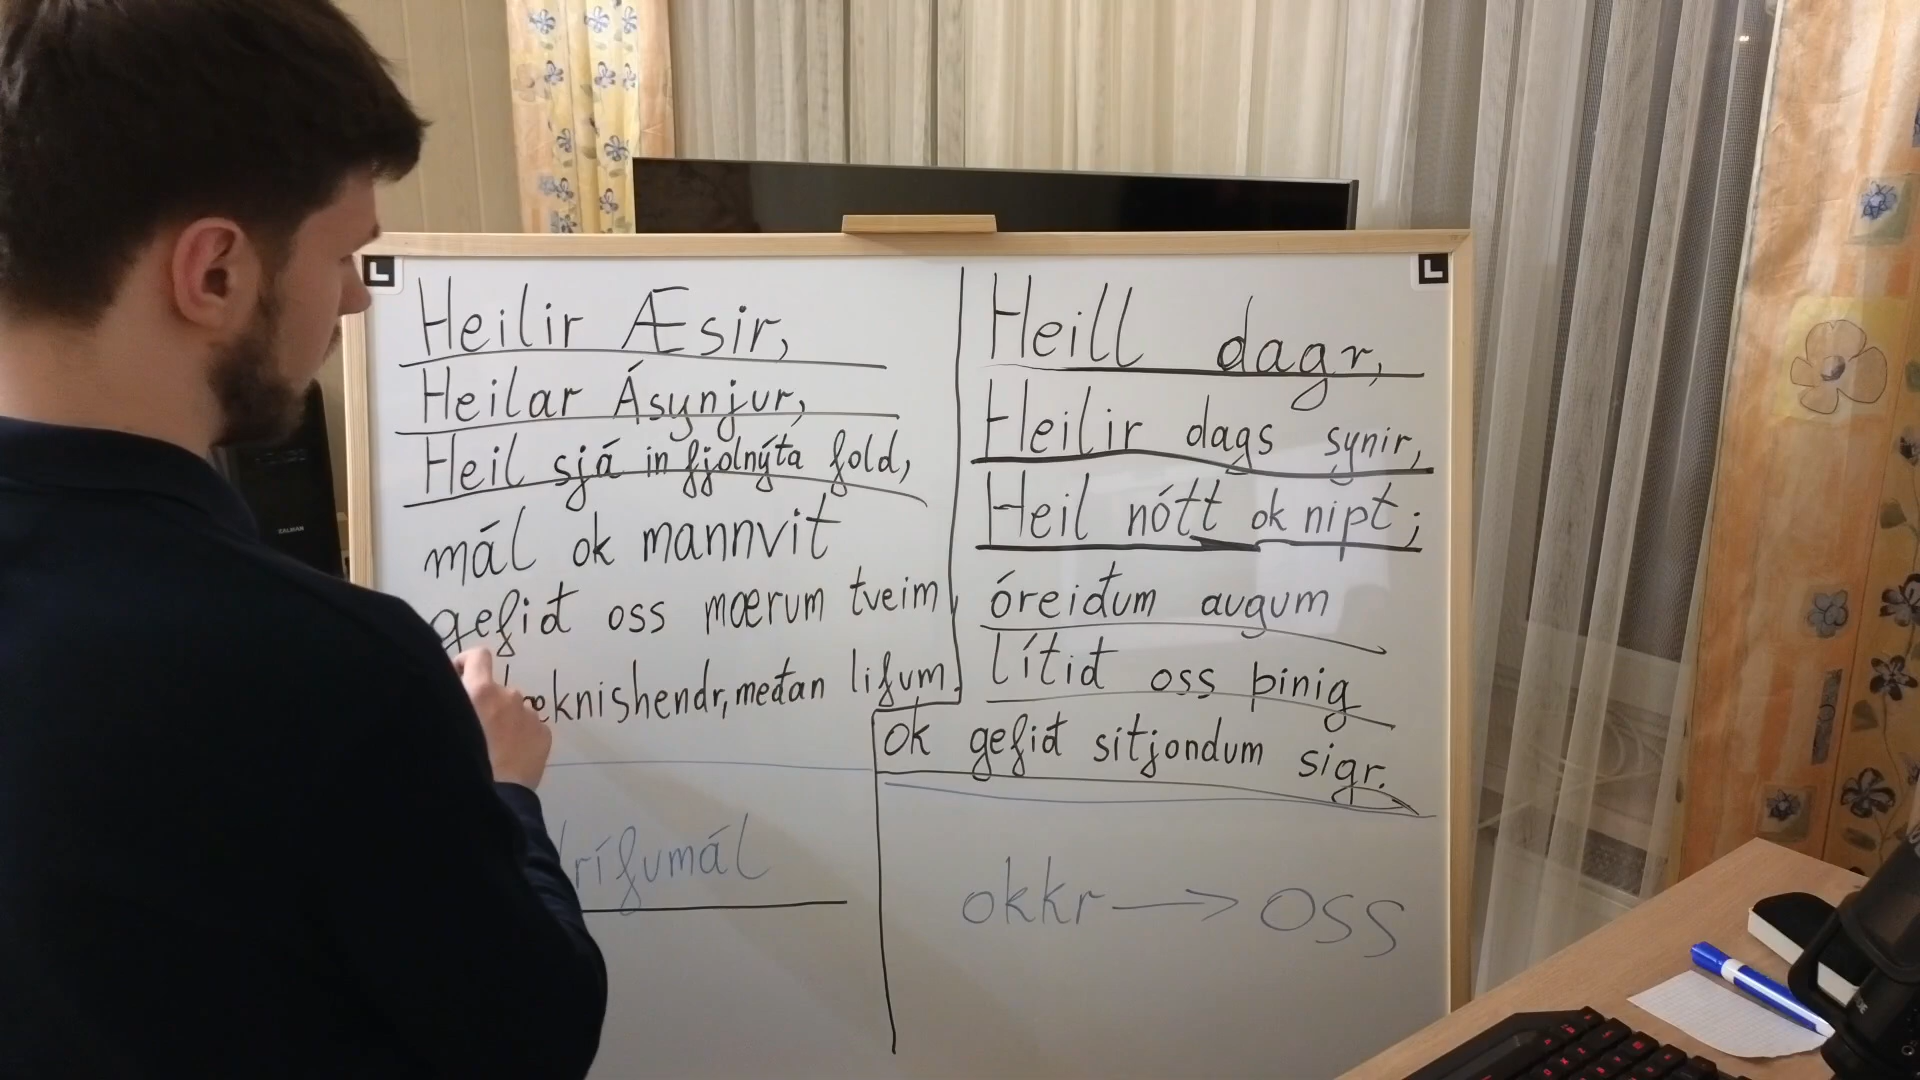 Heilir Æsir,
Heilar Ásynjur,
Heil sjá in fjolnýta fold,
mál ok mannvit
gefið oss mærum tveim
meðan lifum.
Heill dagr,
Heilir dags synir,
Heil nótt ok nipt;
óreiðum augum
lítið oss þinig
ok gefið sitjondum sigr.
okkr → oss